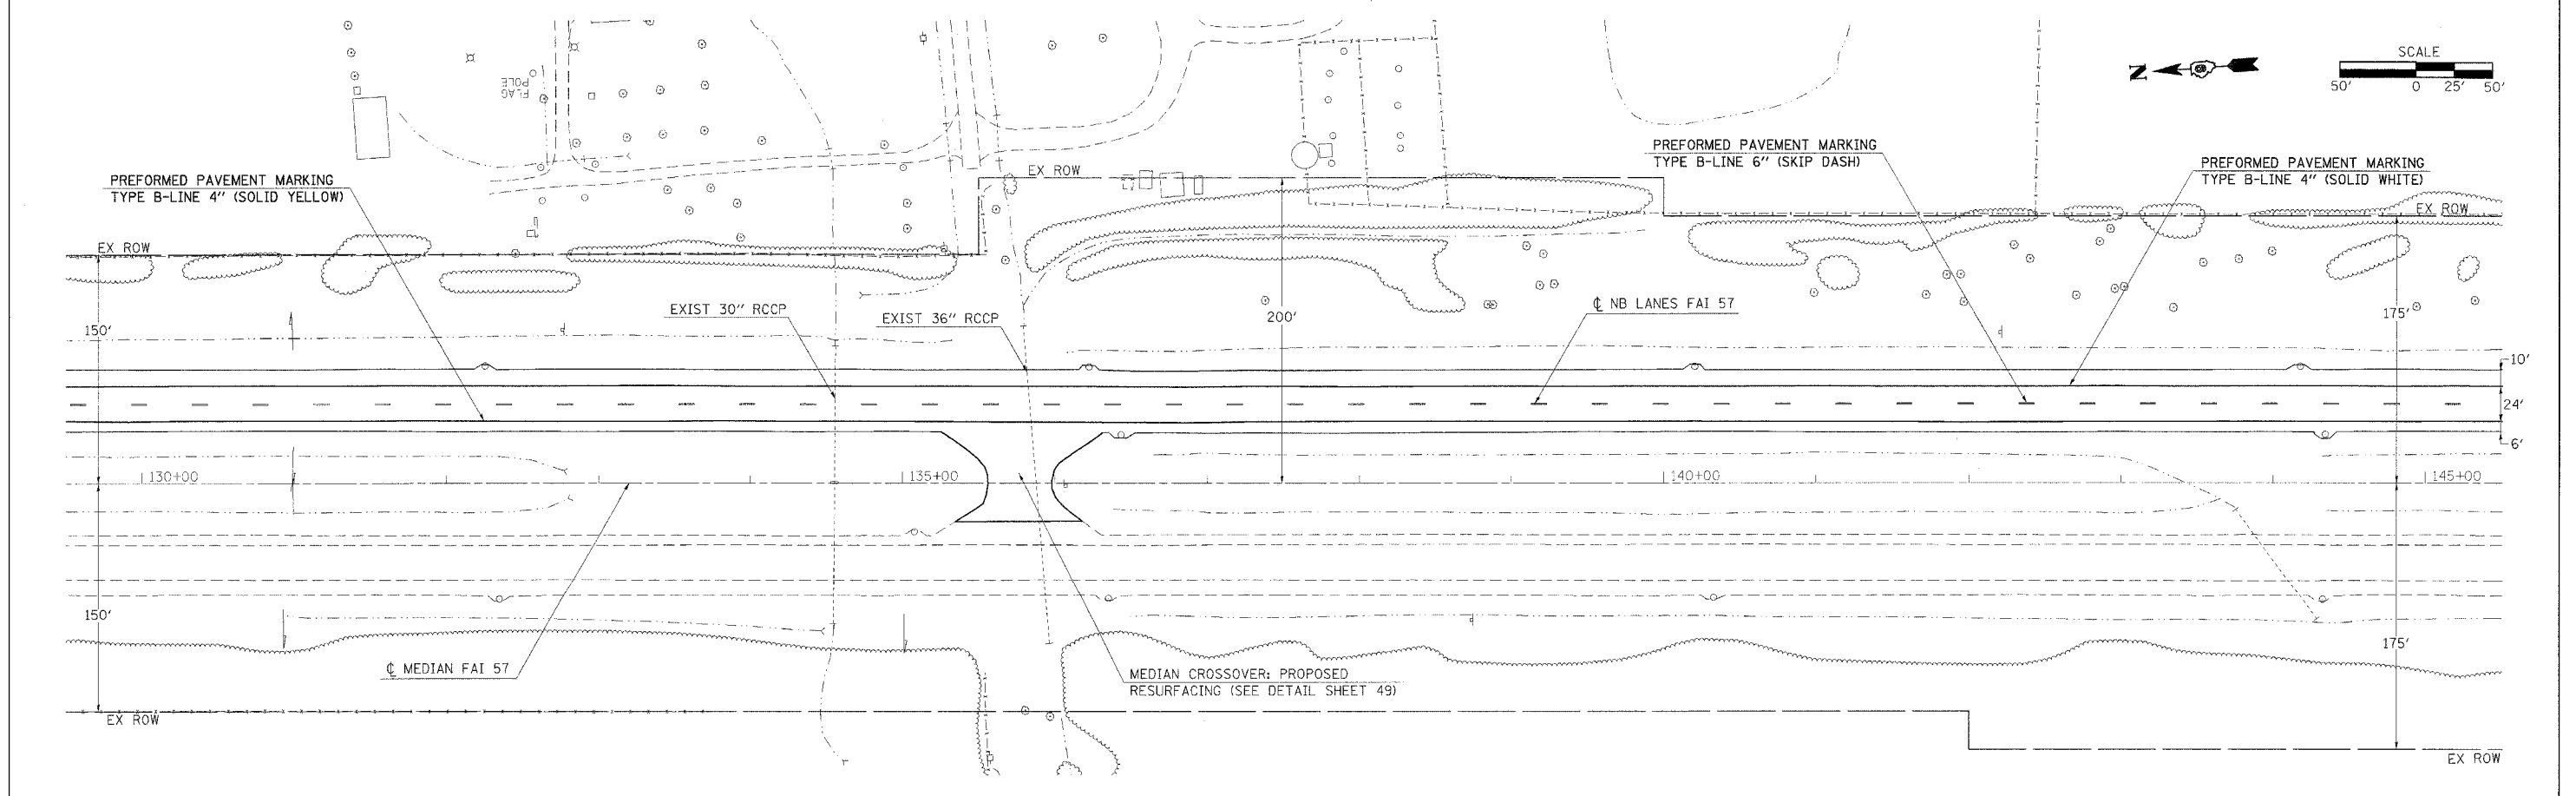 SCALE
N
50' 0 25' 50'
FLAG
POLE
PREFORMED PAVEMENT MARKING
TYPE B-LINE 6" (SKIP DASH)
PREFORMED PAVEMENT MARKING
TYPE B-LINE 4" (SOLID WHITE)
PREFORMED PAVEMENT MARKING
TYPE B-LINE 4" (SOLID YELLOW)
EX ROW
EX ROW
EX ROW
EXIST 30" RCCP
EXIST 36" RCCP
200'
℄ NB LANES FAI 57
175'
150'
10'
24'
6'
130+00
135+00
140+00
145+00
150'
℄ MEDIAN FAI 57
MEDIAN CROSSOVER: PROPOSED
RESURFACING (SEE DETAIL SHEET 49)
175'
EX ROW
EX ROW